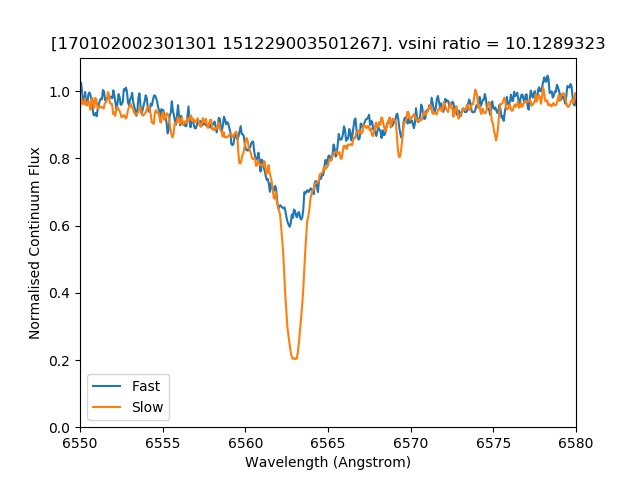 [170102002301301 151229003501267]. vsini ratio = 10.1289323
Normalised Continuum Flux
1.0
0.8
0.6
0.4
0.2
0.0
Fast
Slow
6550 6555 6560 6565 6570 6575 6580
Wavelength (Angstrom)